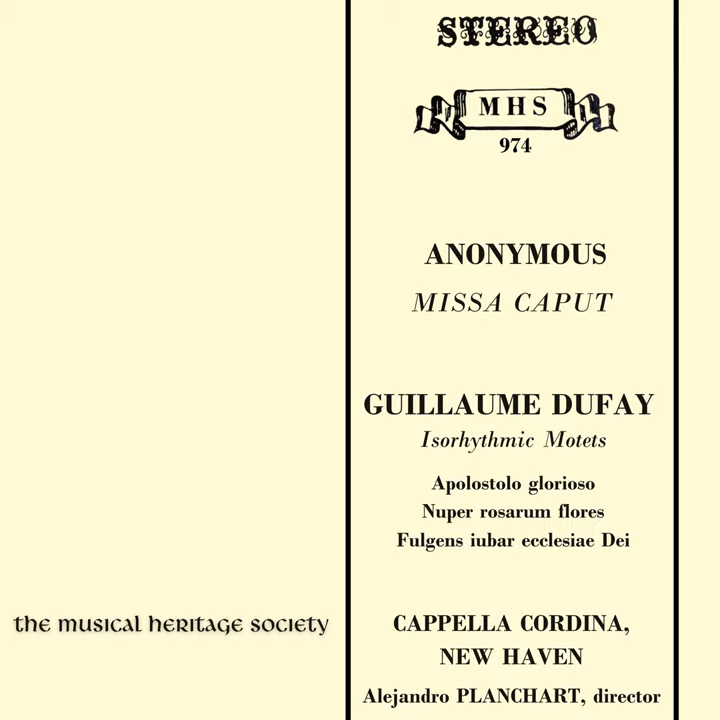 STEREO
MHS
974
ANONYMOUS
MISSA CAPUT
GUILLAUME DUFAY
Isorhythmic Motets
Apolostolo glorioso
Nuper rosarum flores
Fulgens iubar ecclesiae Dei
the musical heritage society
CAPPELLA CORDINA,
NEW HAVEN
Alejandro PLANCHART, director